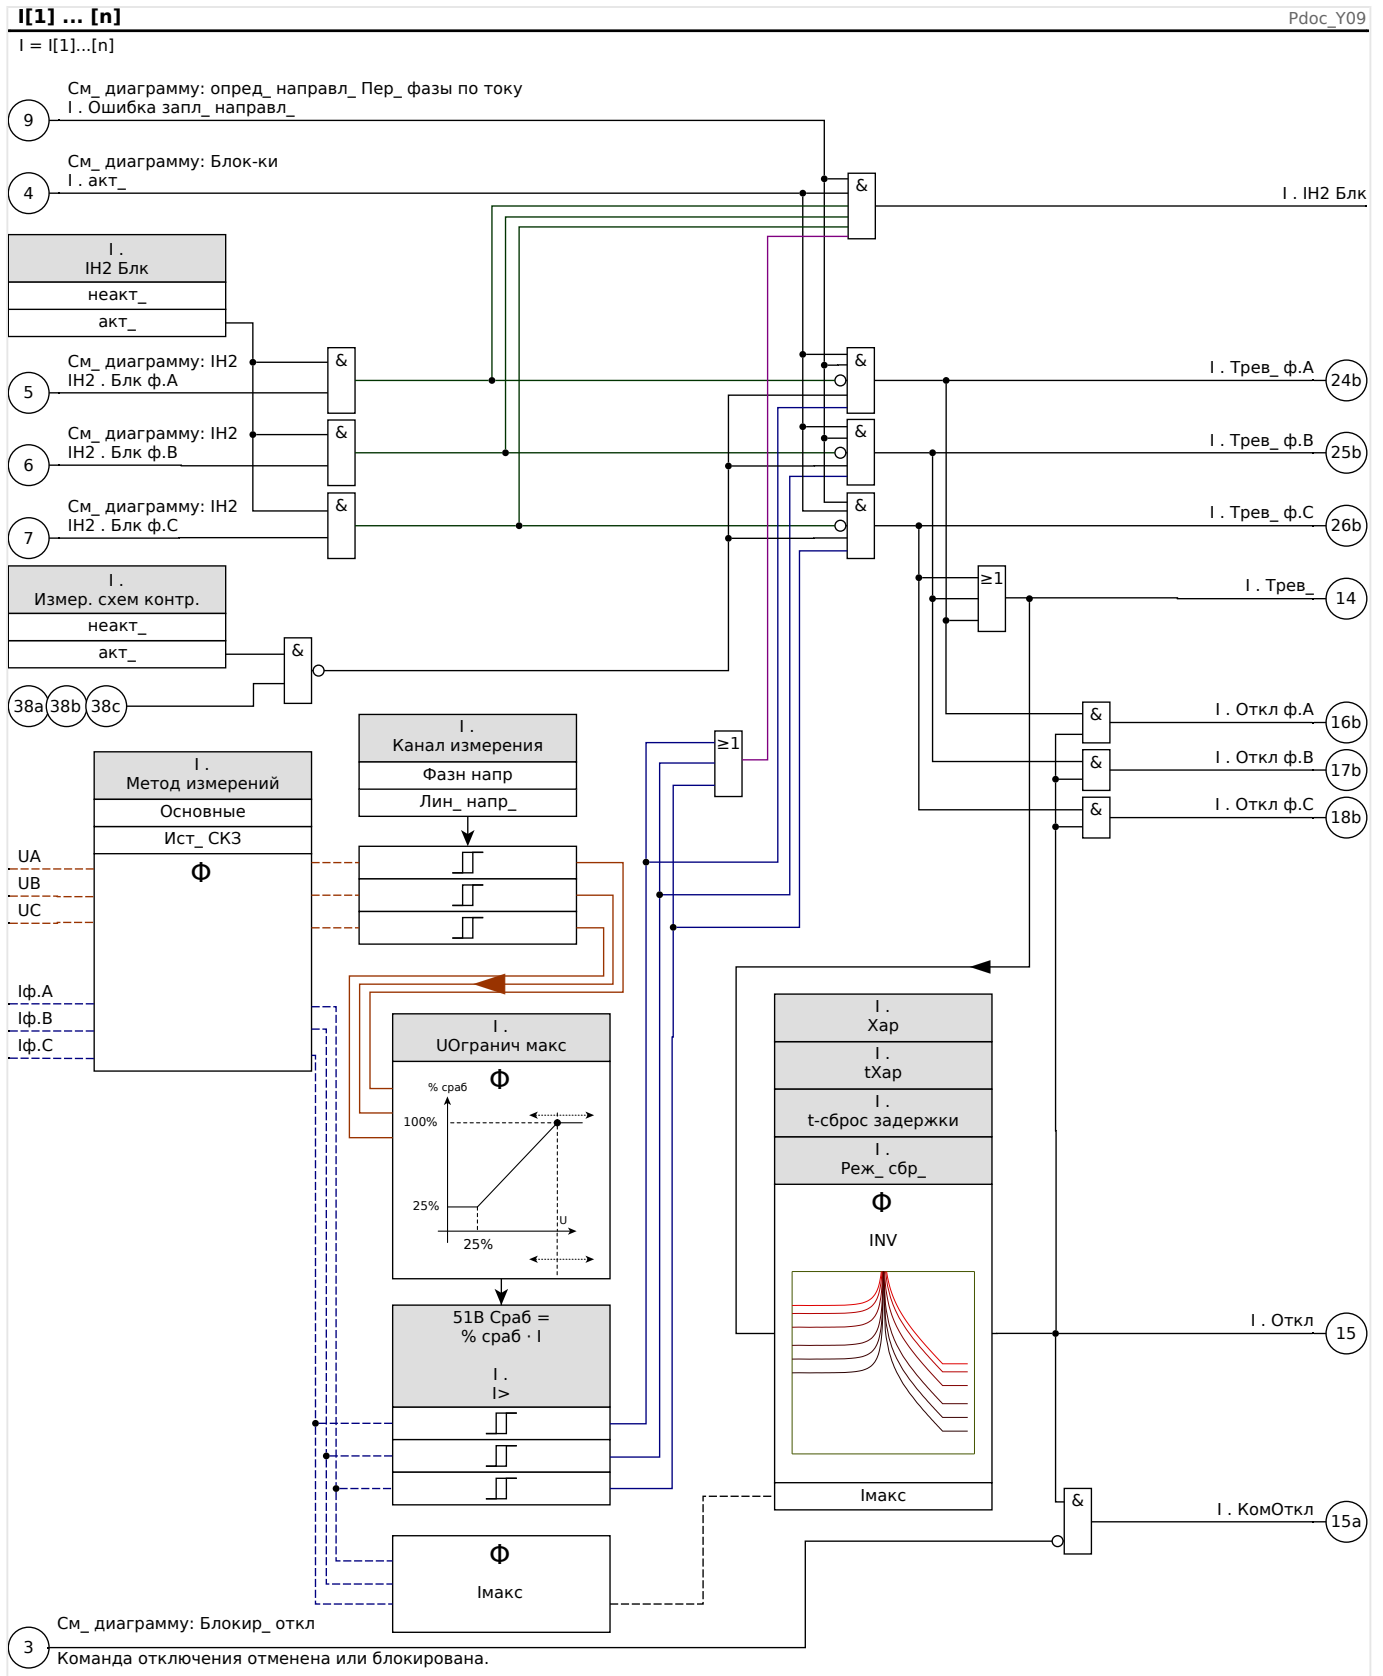 I[1] ... [n]
Pdoc_Y09
I = I[1]...[n]
См_ диаграмму: опред_ направл_ Пер_ фазы по току
I . Ошибка запл_ направл_
9
См_ диаграмму: Блок-ки
I . акт_
4
&
I . IH2 Блк
I .
IH2 Блк
неакт_
акт_
См_ диаграмму: IH2
IH2 . Блк ф.A
5
&
&
I . Трев_ ф.A
24b
См_ диаграмму: IH2
IH2 . Блк ф.B
6
&
&
I . Трев_ ф.B
25b
См_ диаграмму: IH2
IH2 . Блк ф.C
7
&
&
I . Трев_ ф.C
26b
I .
Измер. схем контр.
неакт_
акт_
&
≥1
I . Трев_
14
38a
38b
38c
I .
Канал измерения
Фазн напр
Лин_ напр_
≥1
&
I . Откл ф.A
16b
&
I . Откл ф.B
17b
&
I . Откл ф.C
18b
I .
Метод измерений
Основные
Ист_ СКЗ
Φ
UA
UB
UC
Iф.A
Iф.B
Iф.C
I .
UОгранич макс
Φ
% сраб
100%
25%
25%
U
I .
Хар
I .
tХар
I .
t-сброс задержки
I .
Реж_ сбр_
Φ
INV
Iмакс
51В Сраб =
% сраб · I
I .
I>
I . Откл
15
&
I . КомОткл
15a
Φ
Iмакс
См_ диаграмму: Блокир_ откл
3
Команда отключения отменена или блокирована.